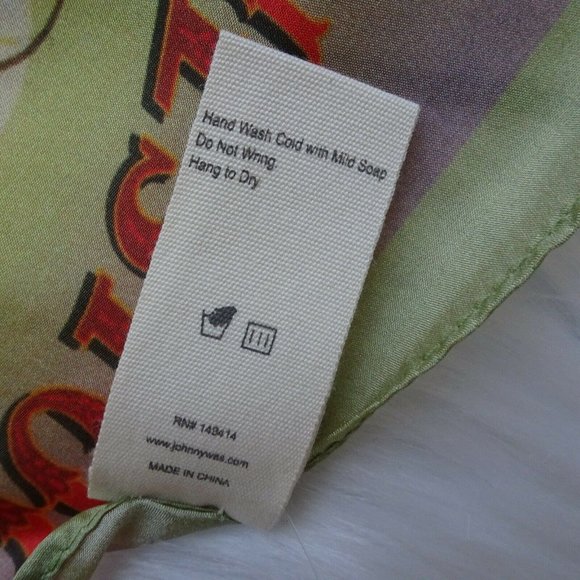 Hand Wash Cold with Mild Soap
Do Not Wring
Hang to Dry
RN# 149414
www.johnnywas.com
MADE IN CHINA